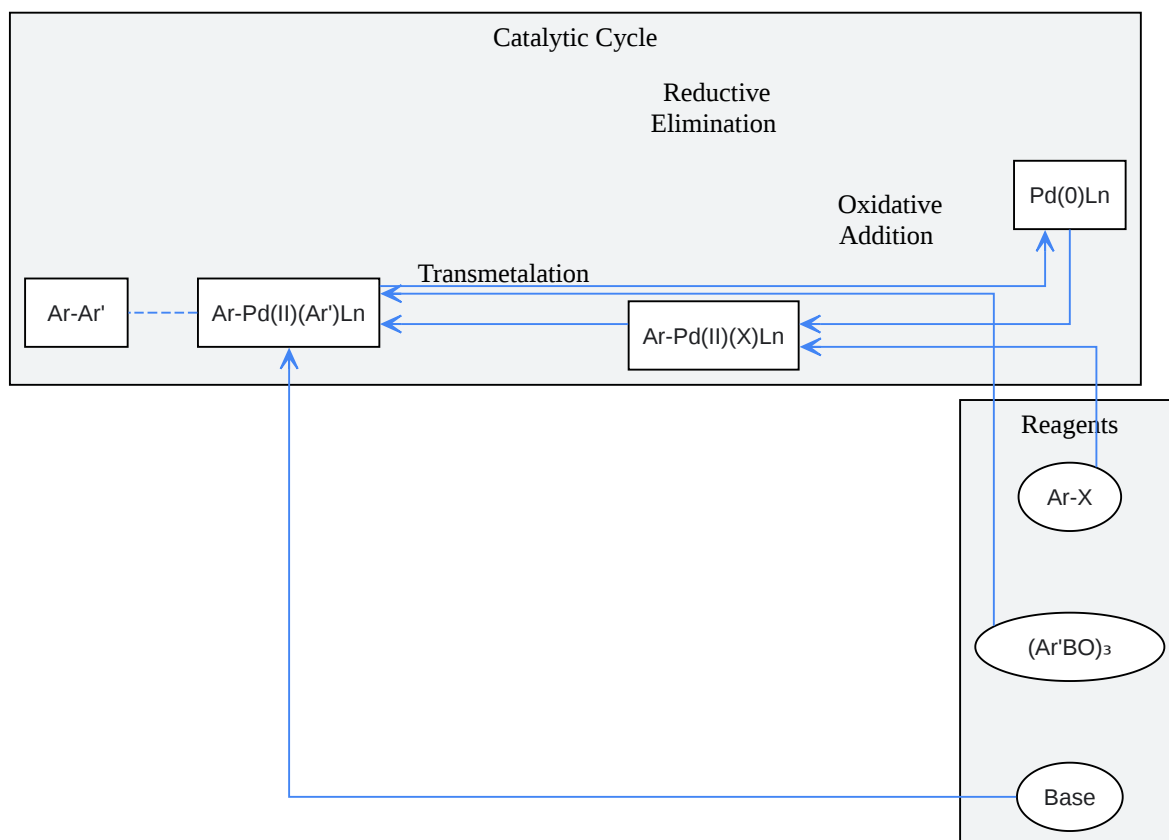 Catalytic Cycle
Reductive
Elimination
Pd(0)Ln
Oxidative
Addition
Transmetalation
Ar-Ar'
Ar-Pd(II)(Ar')Ln
Ar-Pd(II)(X)Ln
Reagents
Ar-X
(Ar'BO)₃
Base